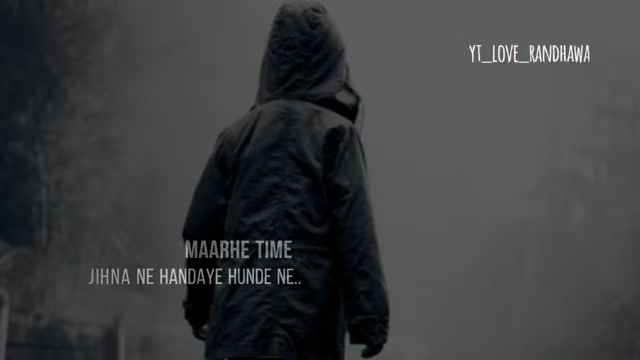 YT_LOVE_RANDHAWA
MAARHE TIME
JIHNA NE HANDAYE HUNDE NE..